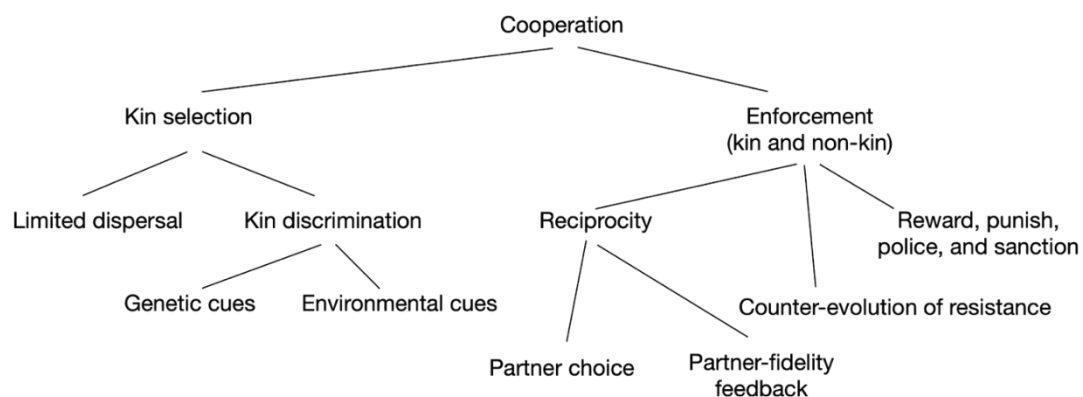 Cooperation
Kin selection
Enforcement
(kin and non-kin)
Limited dispersal
Kin discrimination
Reciprocity
Reward, punish,
police, and sanction
Genetic cues
Environmental cues
Counter-evolution of resistance
Partner choice
Partner-fidelity
feedback